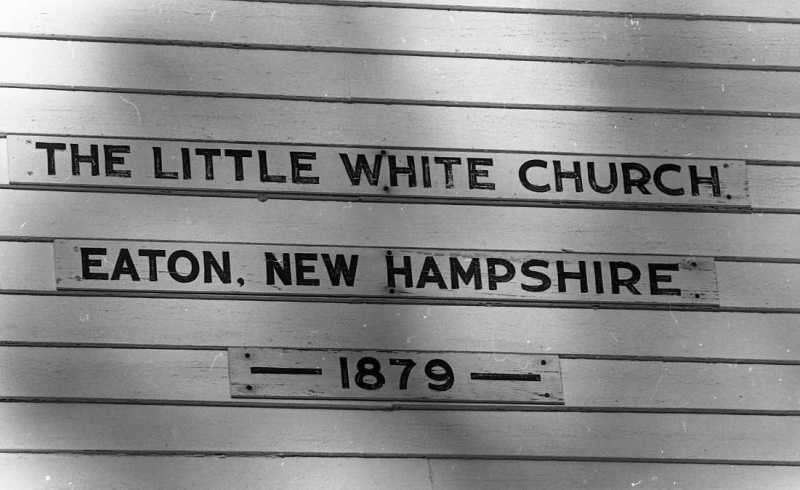 THE LITTLE WHITE CHURCH
EATON, NEW HAMPSHIRE
— 1879 —